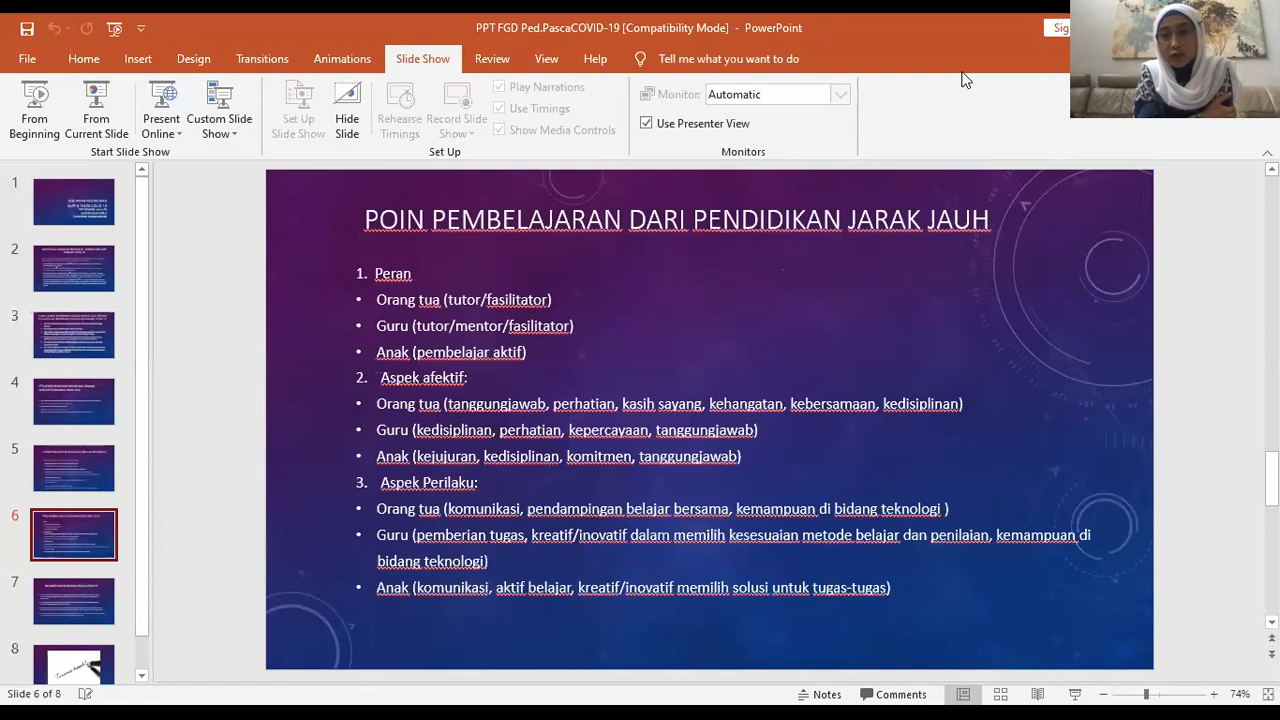 PPT FGD Ped.PascaCOVID-19 [Compatibility Mode] - PowerPoint
File Home Insert Design Transitions Animations Slide Show Review View Help Tell me what you want to do
From Beginning
From Current Slide
Present Online
Custom Slide Show
Start Slide Show
Set Up Slide Show
Hide Slide
Rehearse Timings
Record Slide Show
Play Narrations
Use Timings
Show Media Controls
Set Up
Monitor: Automatic
Use Presenter View
Monitors
1
2
3
4
5
6
7
8
POIN PEMBELAJARAN DARI PENDIDIKAN JARAK JAUH
1. Peran
• Orang tua (tutor/fasilitator)
• Guru (tutor/mentor/fasilitator)
• Anak (pembelajar aktif)
2. Aspek afektif:
• Orang tua (tanggungjawab, perhatian, kasih sayang, kehangatan, kebersamaan, kedisiplinan)
• Guru (kedisiplinan, perhatian, kepercayaan, tanggungjawab)
• Anak (kejujuran, kedisiplinan, komitmen, tanggungjawab)
3. Aspek Perilaku:
• Orang tua (komunikasi, pendampingan belajar bersama, kemampuan di bidang teknologi )
• Guru (pemberian tugas, kreatif/inovatif dalam memilih kesesuaian metode belajar dan penilaian, kemampuan di
bidang teknologi)
• Anak (komunikasi, aktif belajar, kreatif/inovatif memilih solusi untuk tugas-tugas)
Slide 6 of 8
Notes
Comments
74%